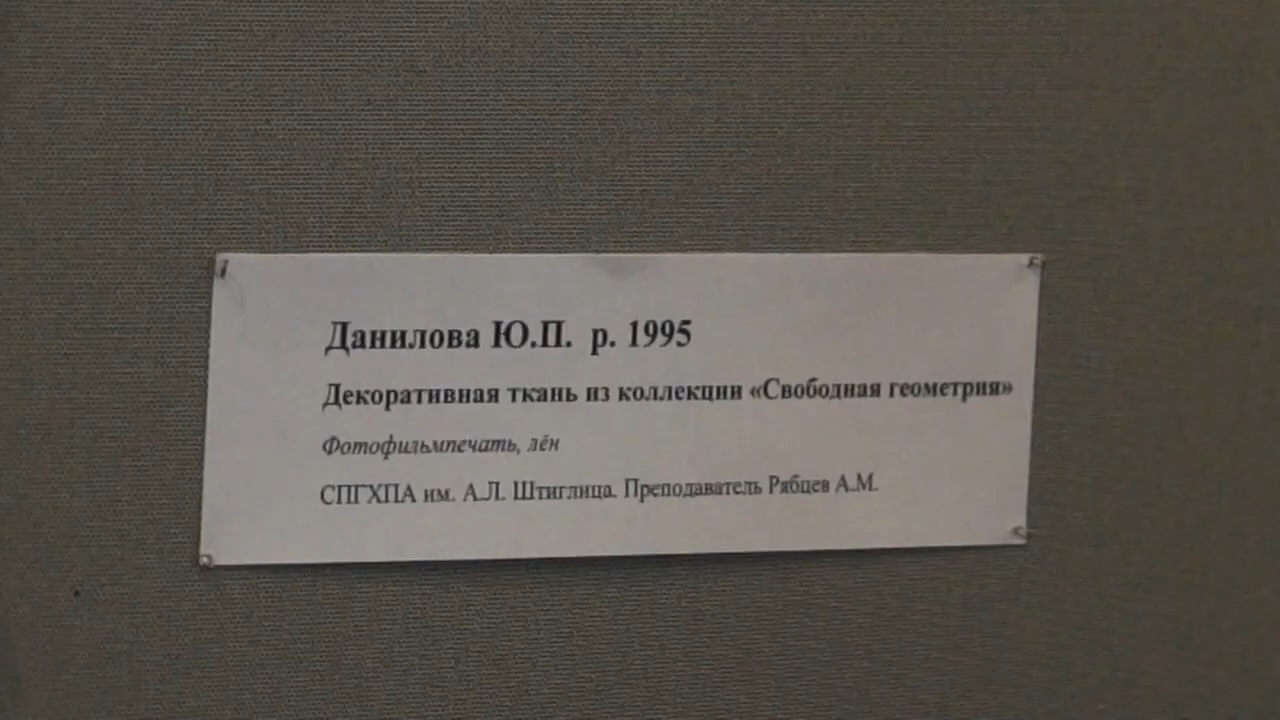 Данилова Ю.П. р. 1995
Декоративная ткань из коллекции «Свободная геометрия»
Фотофильмпечать, лён
СПГХПА им. А.Л. Штиглица. Преподаватель Рябцев А.М.